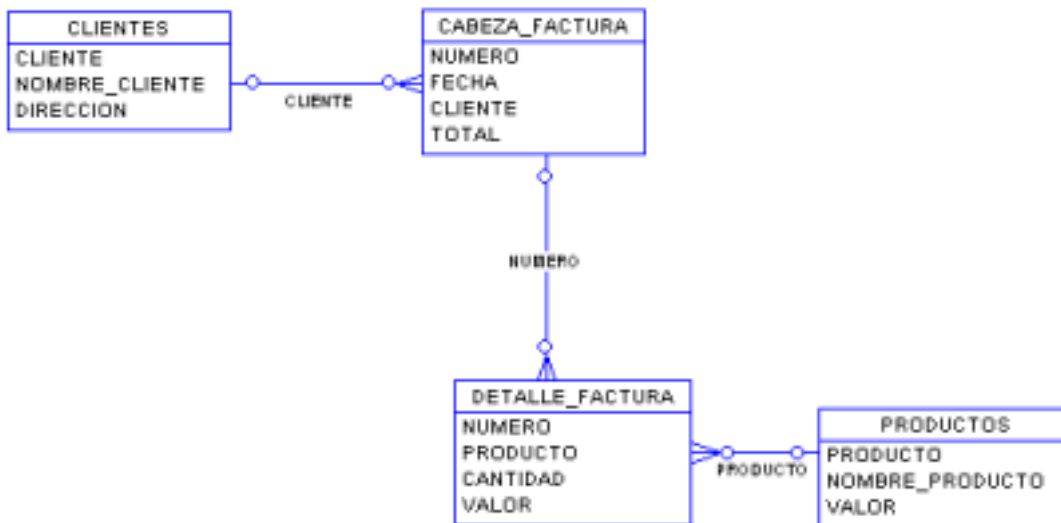 CLIENTES
CLIENTE
NOMBRE_CLIENTE
DIRECCION
CLIENTE
CABEZA_FACTURA
NUMERO
FECHA
CLIENTE
TOTAL
NUMERO
DETALLE_FACTURA
NUMERO
PRODUCTO
CANTIDAD
VALOR
PRODUCTO
PRODUCTOS
PRODUCTO
NOMBRE_PRODUCTO
VALOR